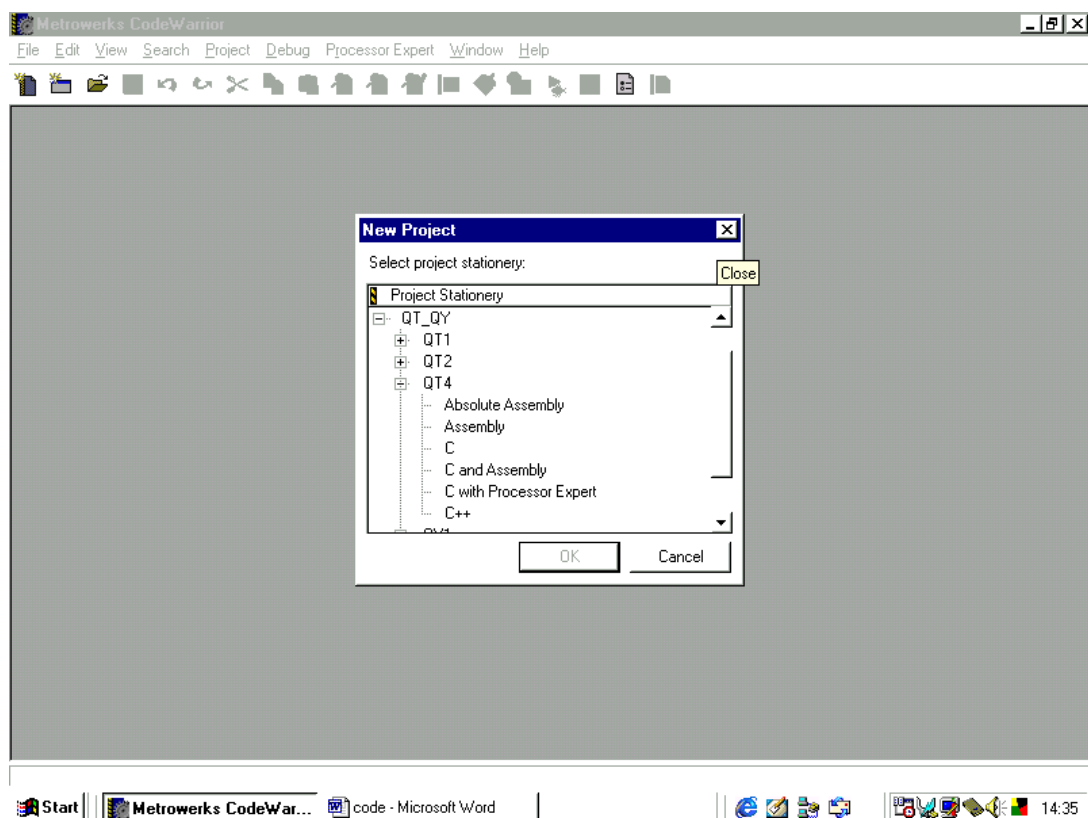 Metrowerks CodeWarrior
File Edit View Search Project Debug Processor Expert Window Help
New Project
Select project stationery:
Close
Project Stationery
QT_QY
QT1
QT2
QT4
Absolute Assembly
Assembly
C
C and Assembly
C with Processor Expert
C++
OK Cancel
Start Metrowerks CodeWar... code - Microsoft Word 14:35